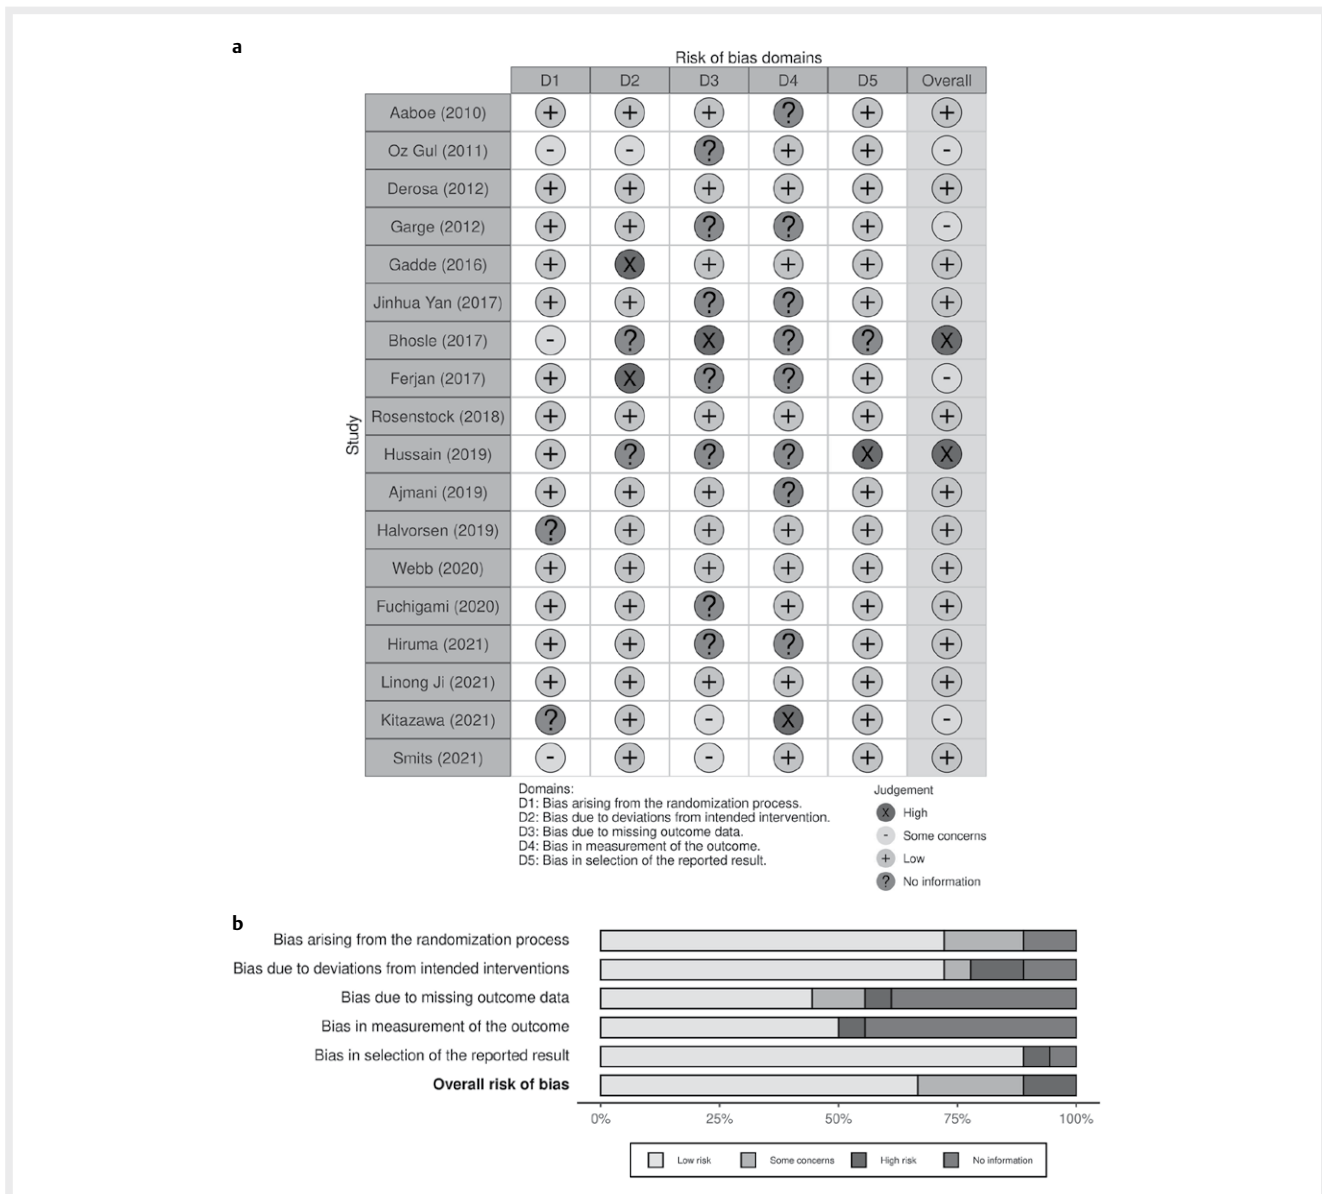 a
Risk of bias domains
D1 D2 D3 D4 D5 Overall
Study
Aaboe (2010) + + + ? + +
Oz Gul (2011) - - ? + + -
Derosa (2012) + + + + + +
Garge (2012) + + ? ? + -
Gadde (2016) + X + + + +
Jinhua Yan (2017) + + ? ? + +
Bhosle (2017) - ? X ? ? X
Ferjan (2017) + X ? ? + -
Rosenstock (2018) + + + + + +
Hussain (2019) + ? ? ? X X
Ajmani (2019) + + + ? + +
Halvorsen (2019) ? + + + + +
Webb (2020) + + + + + +
Fuchigami (2020) + + ? + + +
Hiruma (2021) + + ? ? + +
Linong Ji (2021) + + + + + +
Kitazawa (2021) ? + - X + -
Smits (2021) - + - + + +
Domains:
D1: Bias arising from the randomization process.
D2: Bias due to deviations from intended intervention.
D3: Bias due to missing outcome data.
D4: Bias in measurement of the outcome.
D5: Bias in selection of the reported result.
Judgement
X High
- Some concerns
+ Low
? No information
b
Bias arising from the randomization process
Bias due to deviations from intended interventions
Bias due to missing outcome data
Bias in measurement of the outcome
Bias in selection of the reported result
Overall risk of bias
0% 25% 50% 75% 100%
Low risk Some concerns High risk No information